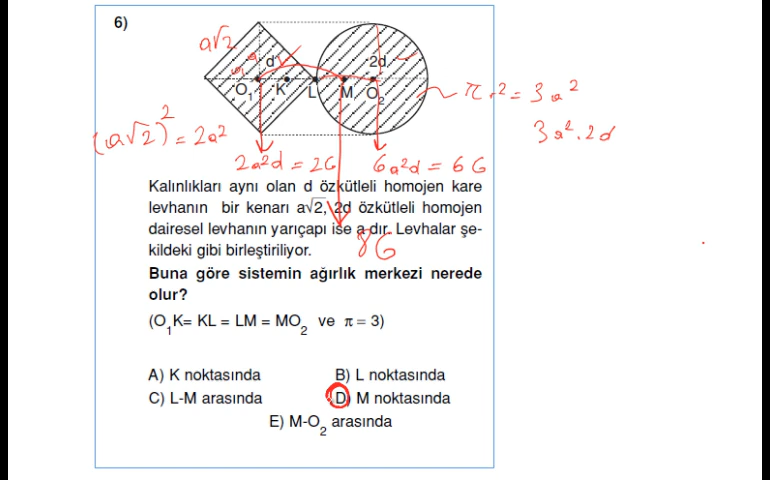 6)
a√2
a
d
2d
O₁ K L M O₂
πr² = 3a²
3a².2d
(a√2)² = 2a²
2a²d = 2G
6a²d = 6G
Kalınlıkları aynı olan d özkütleli homojen kare
levhanın bir kenarı a√2, 2d özkütleli homojen
dairesel levhanın yarıçapı ise a dır. Levhalar şe-
kildeki gibi birleştiriliyor.
8G
Buna göre sistemin ağırlık merkezi nerede
olur?
(O₁K= KL = LM = MO₂ ve π = 3)
A) K noktasında
B) L noktasında
C) L-M arasında
D) M noktasında
E) M-O₂ arasında